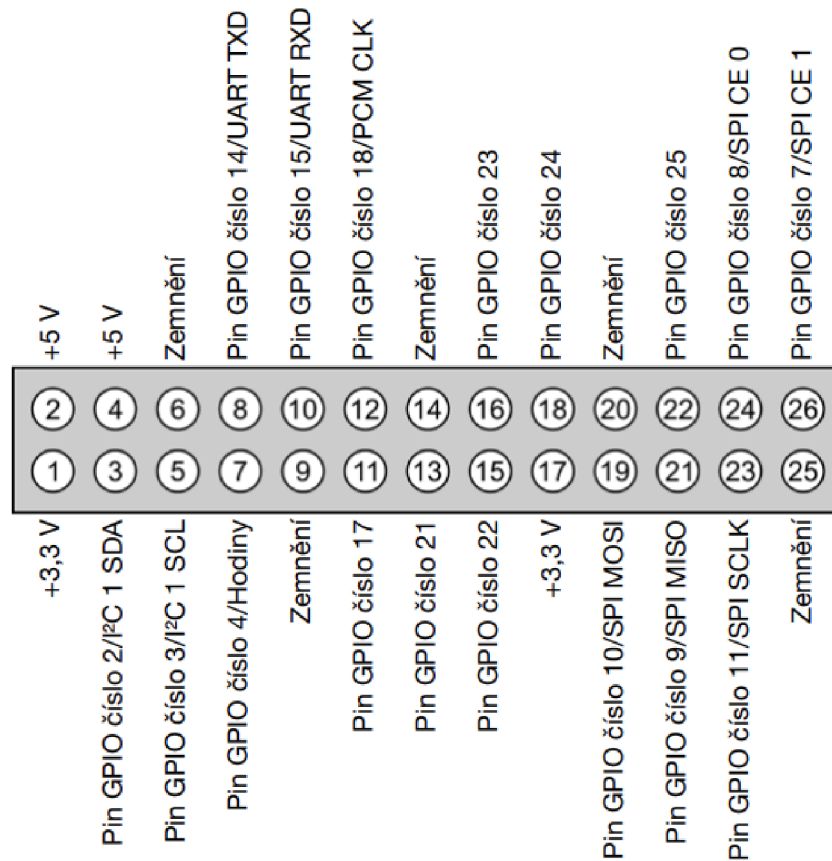 +5 V
+5 V
Zemnění
Pin GPIO číslo 14/UART TXD
Pin GPIO číslo 15/UART RXD
Pin GPIO číslo 18/PCM CLK
Zemnění
Pin GPIO číslo 23
Pin GPIO číslo 24
Zemnění
Pin GPIO číslo 25
Pin GPIO číslo 8/SPI CE 0
Pin GPIO číslo 7/SPI CE 1
2 4 6 8 10 12 14 16 18 20 22 24 26
1 3 5 7 9 11 13 15 17 19 21 23 25
+3,3 V
Pin GPIO číslo 2/I²C 1 SDA
Pin GPIO číslo 3/I²C 1 SCL
Pin GPIO číslo 4/Hodiny
Zemnění
Pin GPIO číslo 17
Pin GPIO číslo 21
Pin GPIO číslo 22
+3,3 V
Pin GPIO číslo 10/SPI MOSI
Pin GPIO číslo 9/SPI MISO
Pin GPIO číslo 11/SPI SCLK
Zemnění